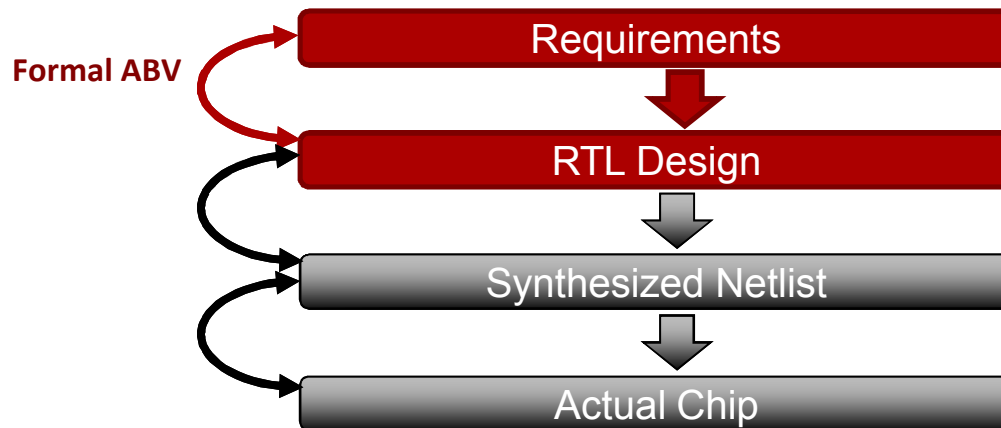 Requirements
Formal ABV
RTL Design
Synthesized Netlist
Actual Chip